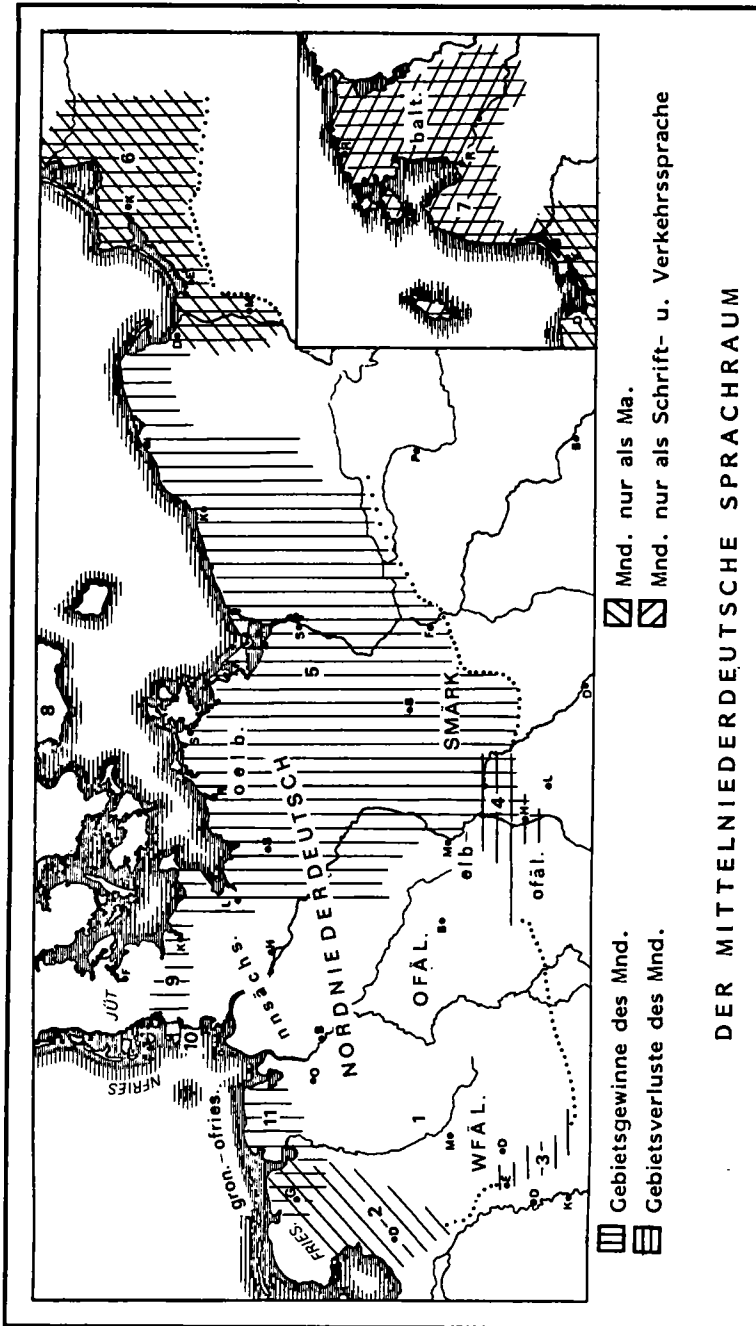 8
JÜT
NFRIES.
F
10
9
K
S
R
L
S
oelb.
K
S
D
E
K
6
M
gron.-ofries.
11
nnsächs.
H
B
O
NORDNIEDERDEUTSCH
FRIES.
G
2
D
1
5
B
SMÄRK
F
P
B
OFÄL.
B
M
elb-
ofäl.
4
H
L
D
WFÄL.
M
D
E
D
3
K
balt.
R
R
7
D
Gebietsgewinne des Mnd.
Gebietsverluste des Mnd.
Mnd. nur als Ma.
Mnd. nur als Schrift- u. Verkehrssprache
DER MITTELNIEDERDEUTSCHE SPRACHRAUM